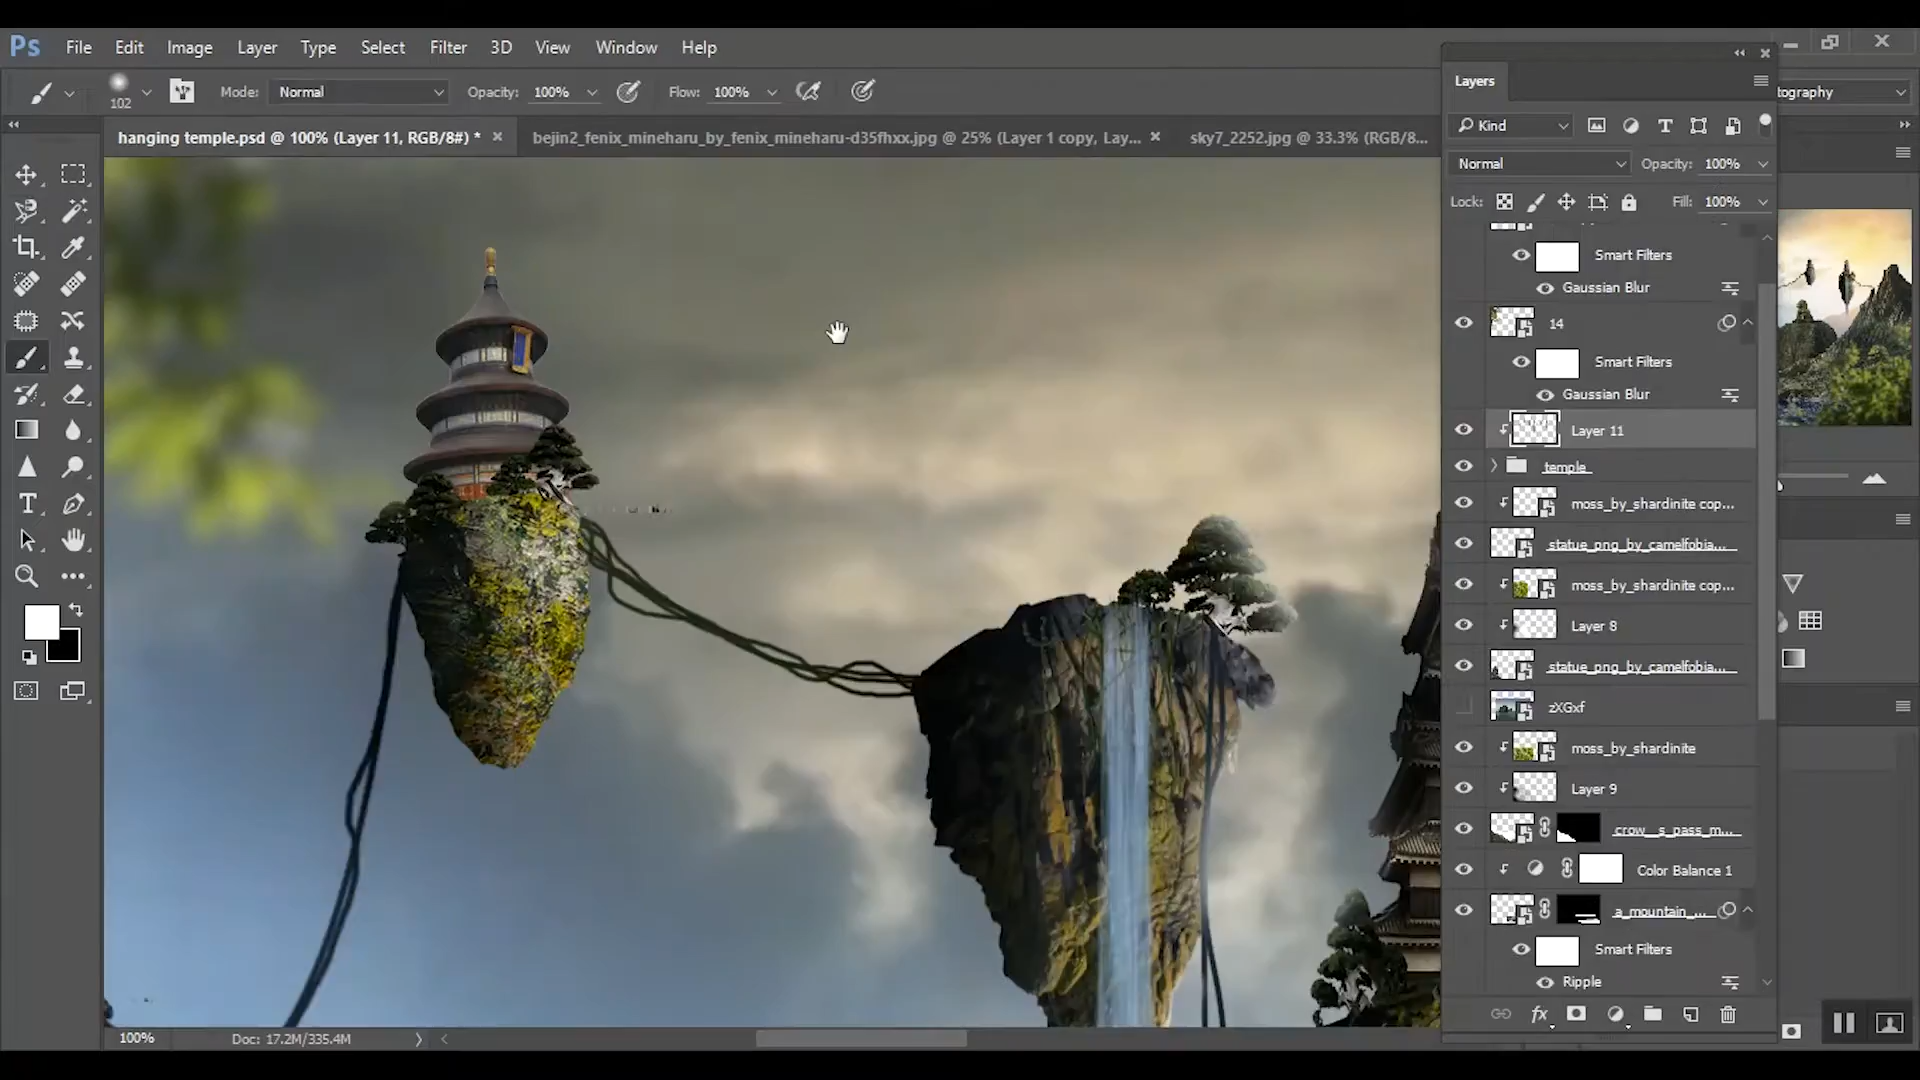 Ps File Edit Image Layer Type Select Filter 3D View Window Help
102 Mode: Normal Opacity: 100% Flow: 100%
tography
hanging temple.psd @ 100% (Layer 11, RGB/8#) * bejin2_fenix_mineharu_by_fenix_mineharu-d35fhxx.jpg @ 25% (Layer 1 copy, Lay... sky7_2252.jpg @ 33.3% (RGB/8...
Layers
Kind
Normal Opacity: 100%
Lock: Fill: 100%
Smart Filters
Gaussian Blur
14
Smart Filters
Gaussian Blur
Layer 11
temple
moss_by_shardinite cop...
statue_png_by_camelfobia...
moss_by_shardinite cop...
Layer 8
statue_png_by_camelfobia...
zXGxf
moss_by_shardinite
Layer 9
crow__s_pass_m...
Color Balance 1
a_mountain_...
Smart Filters
Ripple
fx
100% Doc: 17.2M/335.4M